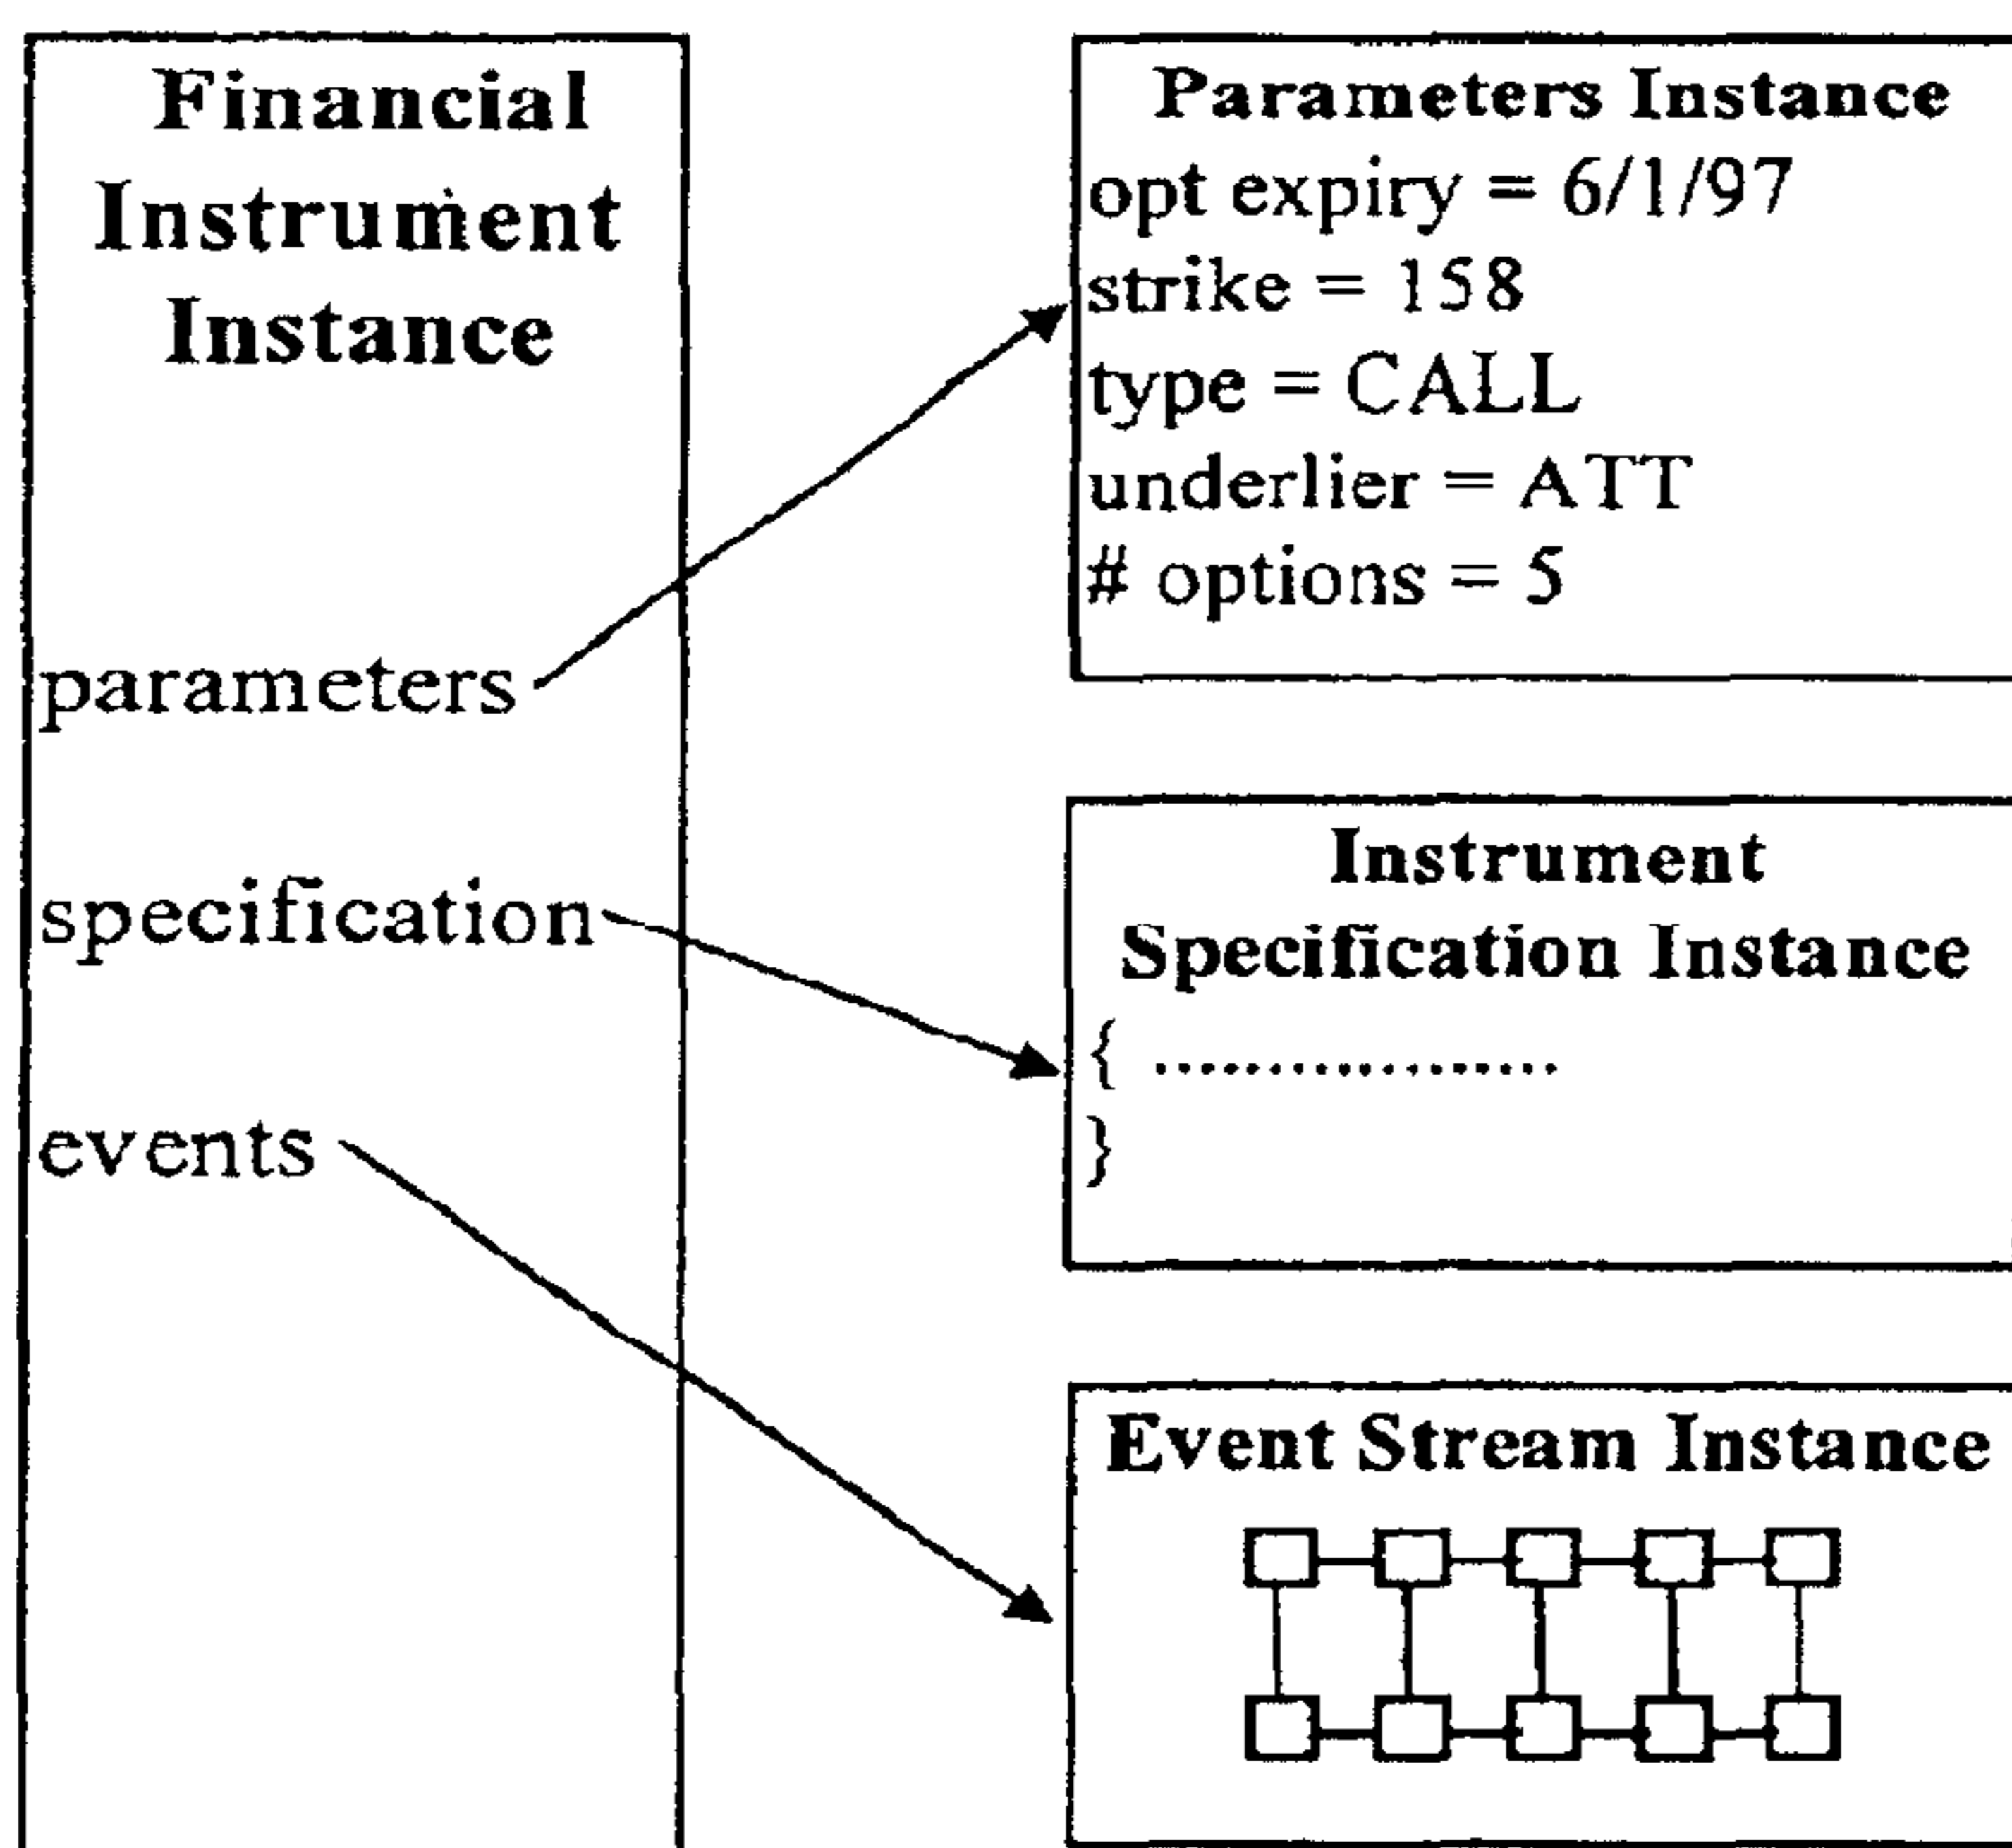 Financial
Instrument
Instance
parameters
specification
events
Parameters Instance
opt expiry = 6/1/97
strike = 158
type = CALL
underlier = ATT
# options = 5
Instrument
Specification Instance
{ ..................
}
Event Stream Instance